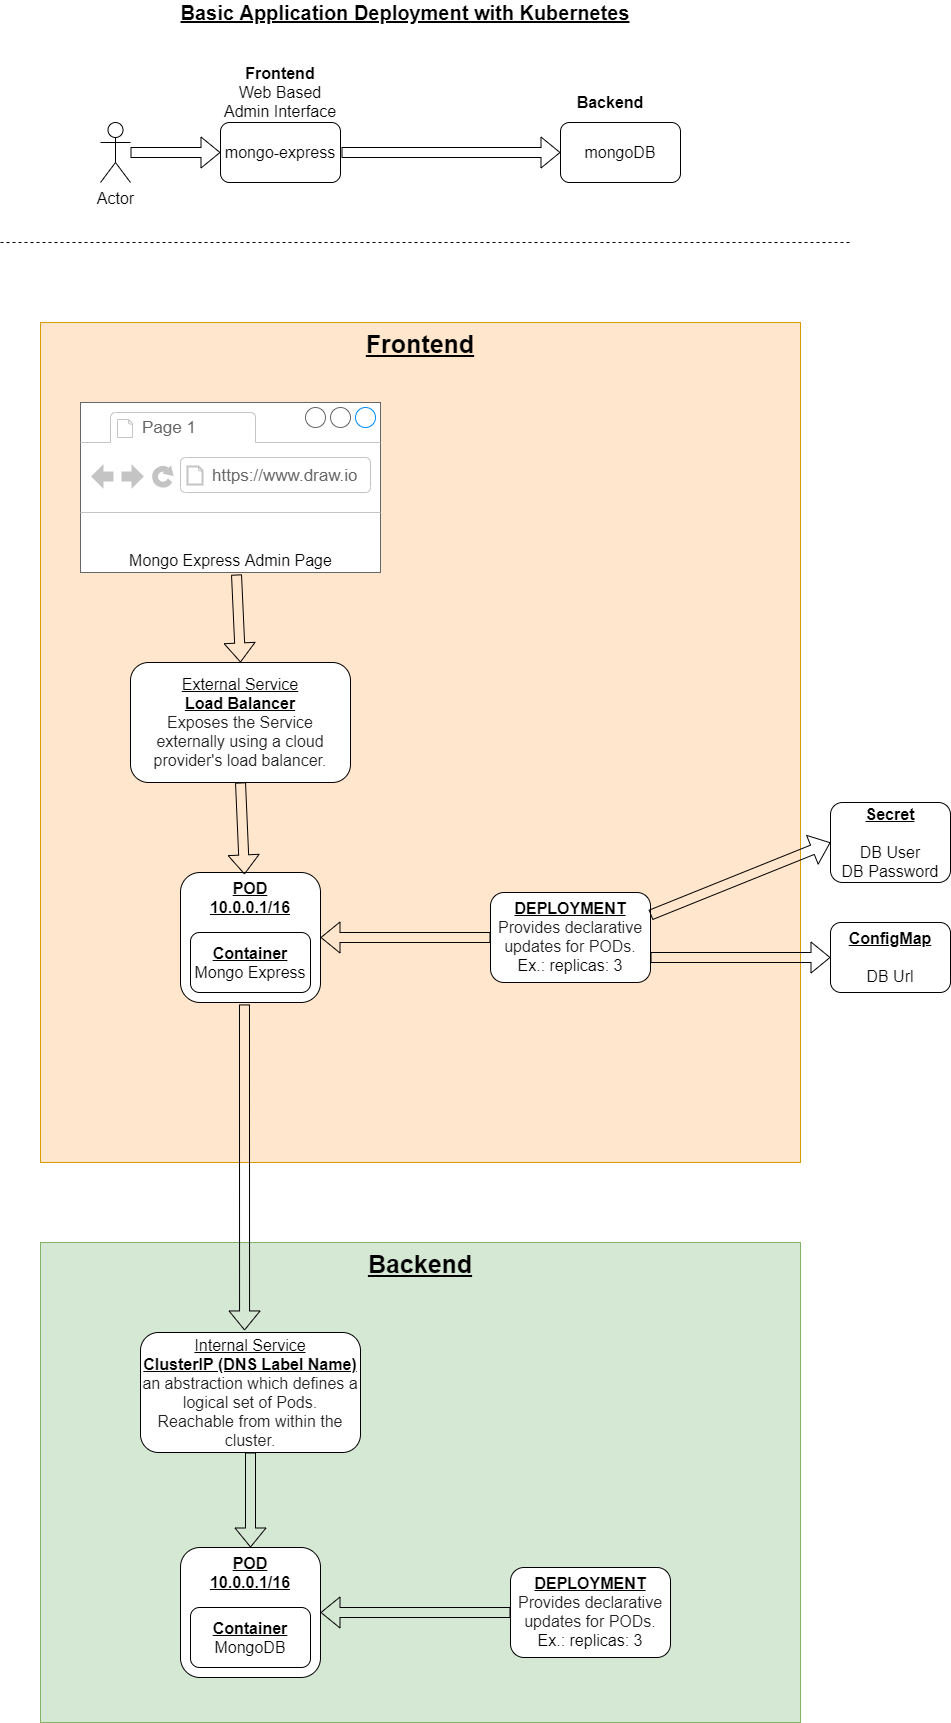 Basic Application Deployment with Kubernetes
Frontend
Web Based
Admin Interface
Backend
mongo-express
mongoDB
Actor
Frontend
Page 1
https://www.draw.io
Mongo Express Admin Page
External Service
Load Balancer
Exposes the Service
externally using a cloud
provider's load balancer.
POD
10.0.0.1/16
Container
Mongo Express
DEPLOYMENT
Provides declarative
updates for PODs.
Ex.: replicas: 3
Secret
DB User
DB Password
ConfigMap
DB Url
Backend
Internal Service
ClusterIP (DNS Label Name)
an abstraction which defines a
logical set of Pods.
Reachable from within the
cluster.
POD
10.0.0.1/16
Container
MongoDB
DEPLOYMENT
Provides declarative
updates for PODs.
Ex.: replicas: 3